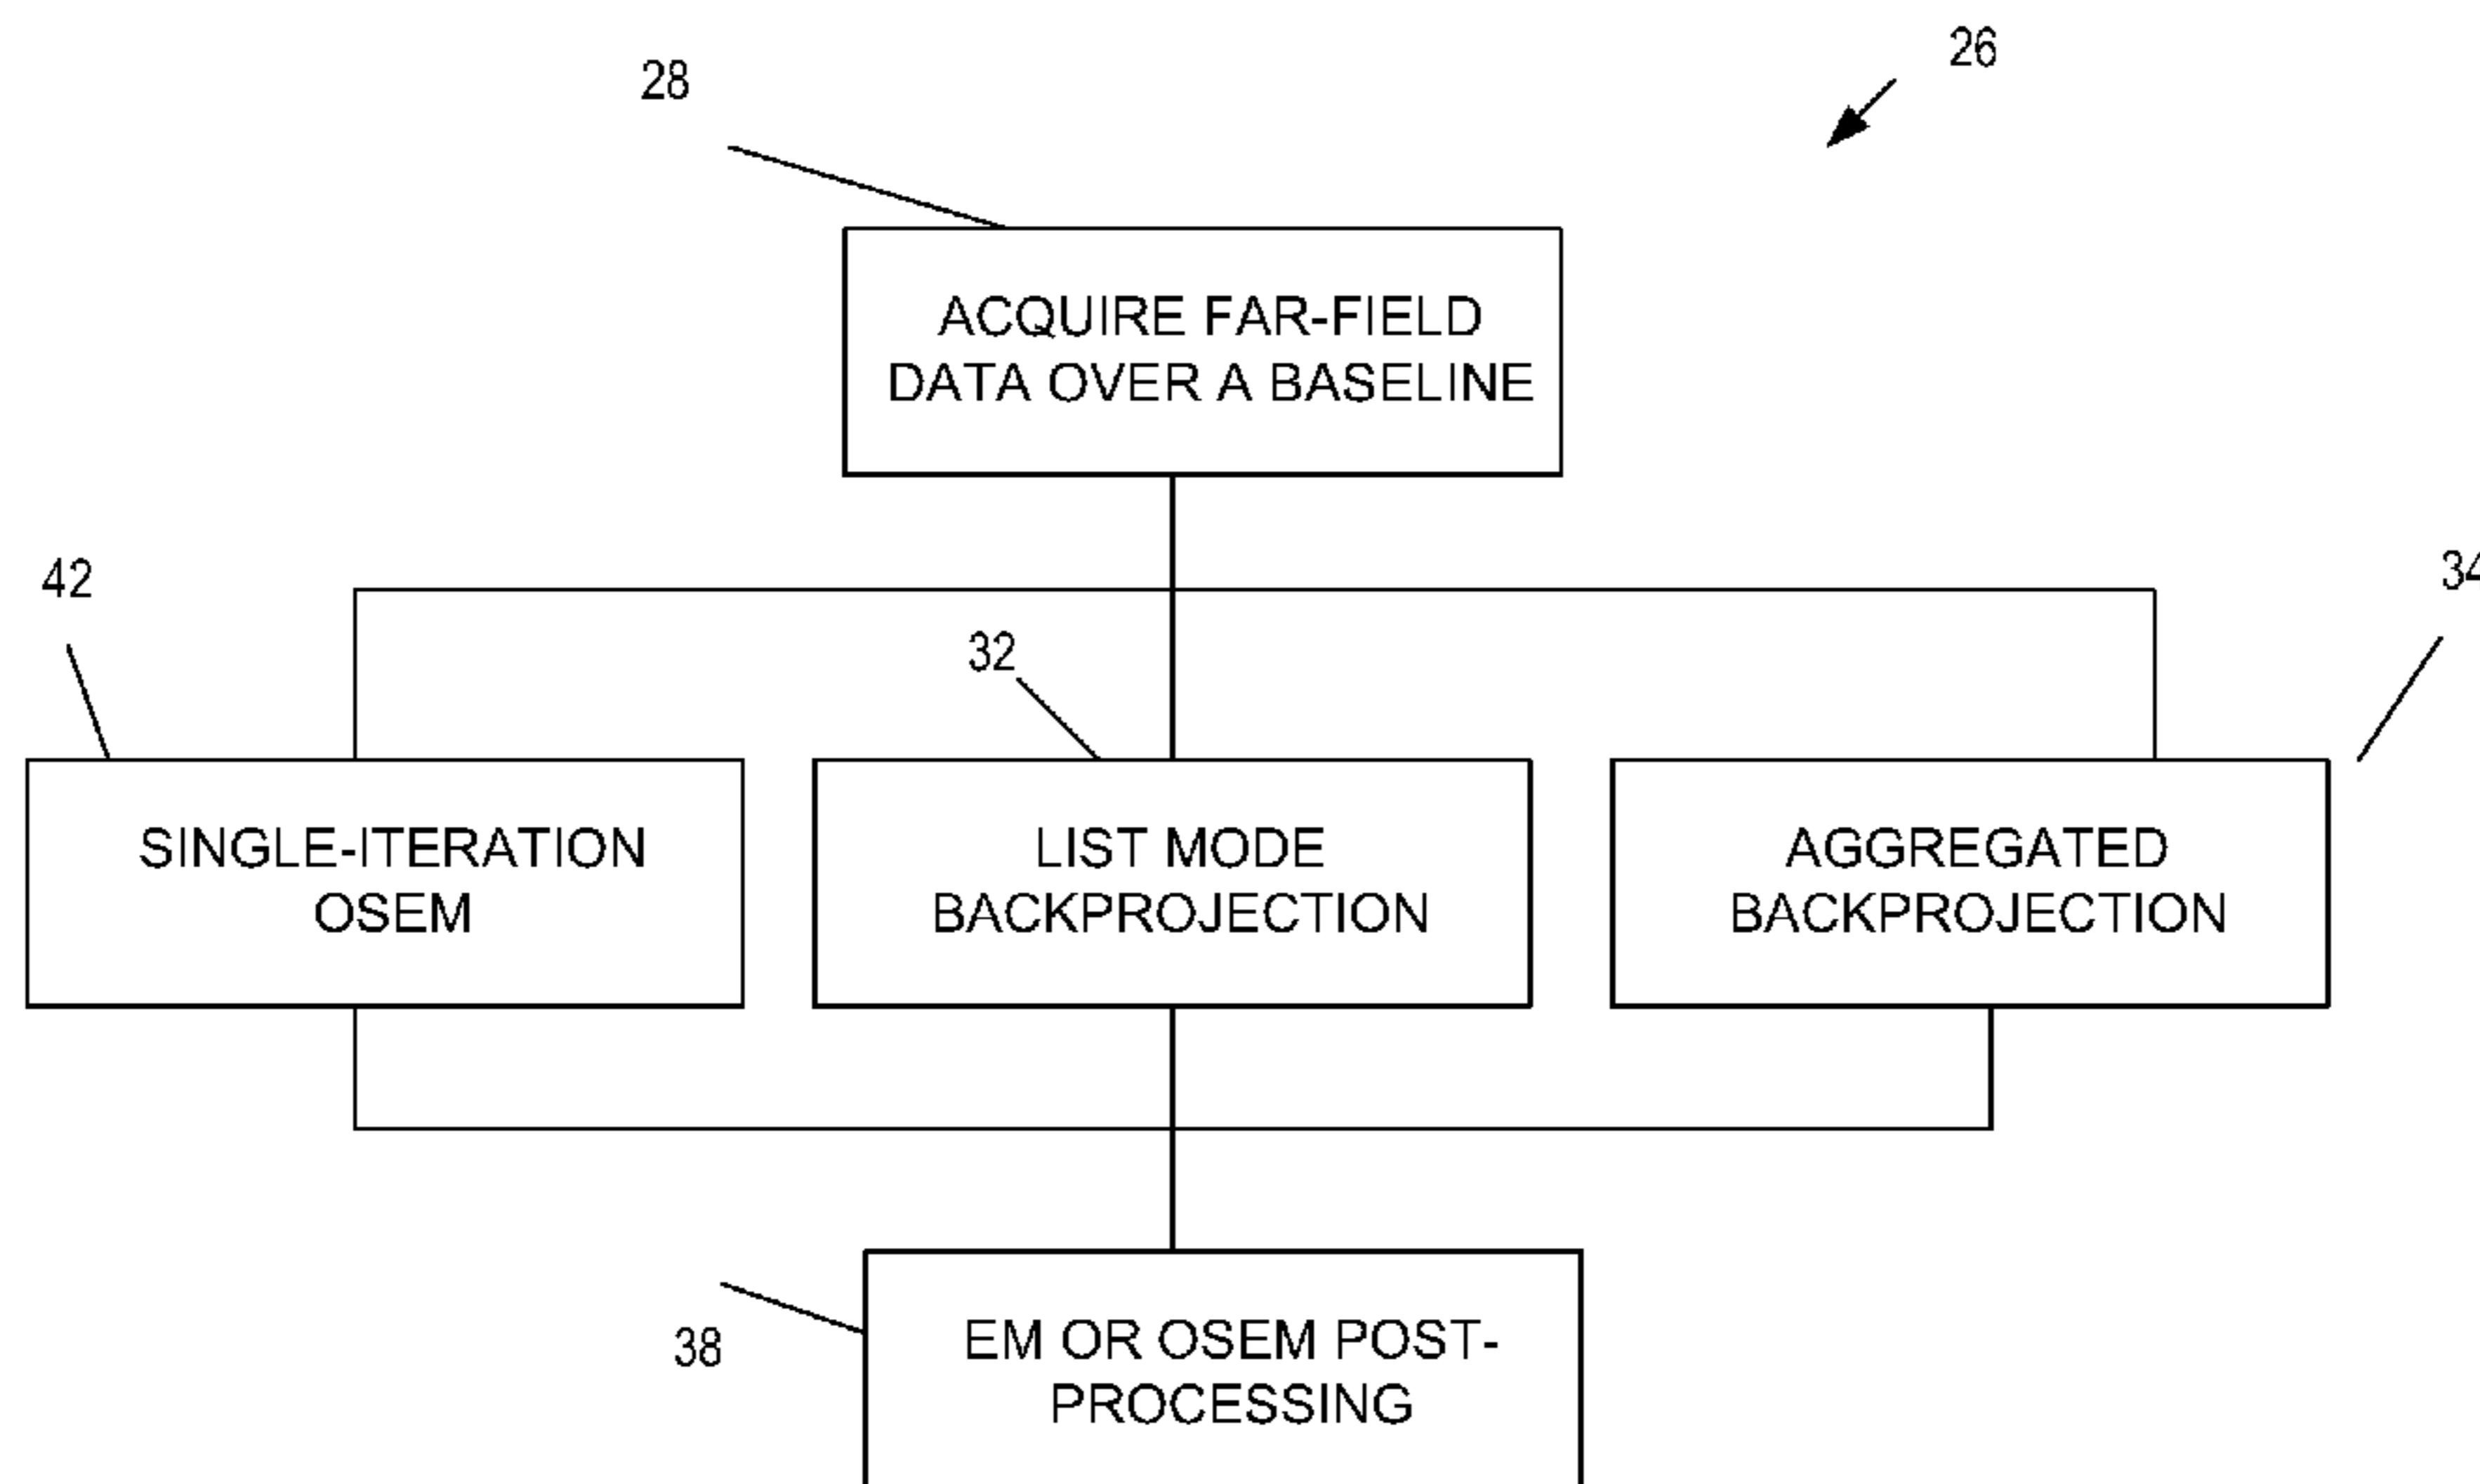 26
28
ACQUIRE FAR-FIELD
DATA OVER A BASELINE
42
32
34
SINGLE-ITERATION
OSEM
LIST MODE
BACKPROJECTION
AGGREGATED
BACKPROJECTION
38
EM OR OSEM POST-
PROCESSING